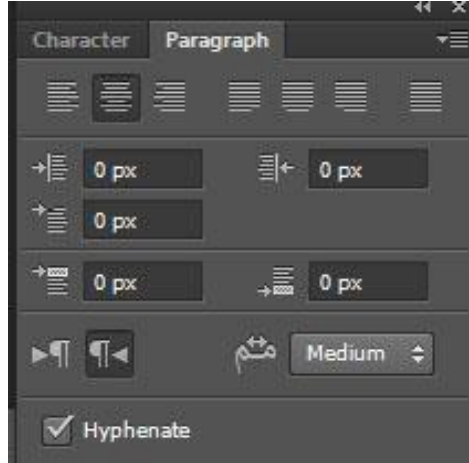 Character Paragraph
0 px 0 px
0 px
0 px 0 px
Medium
Hyphenate